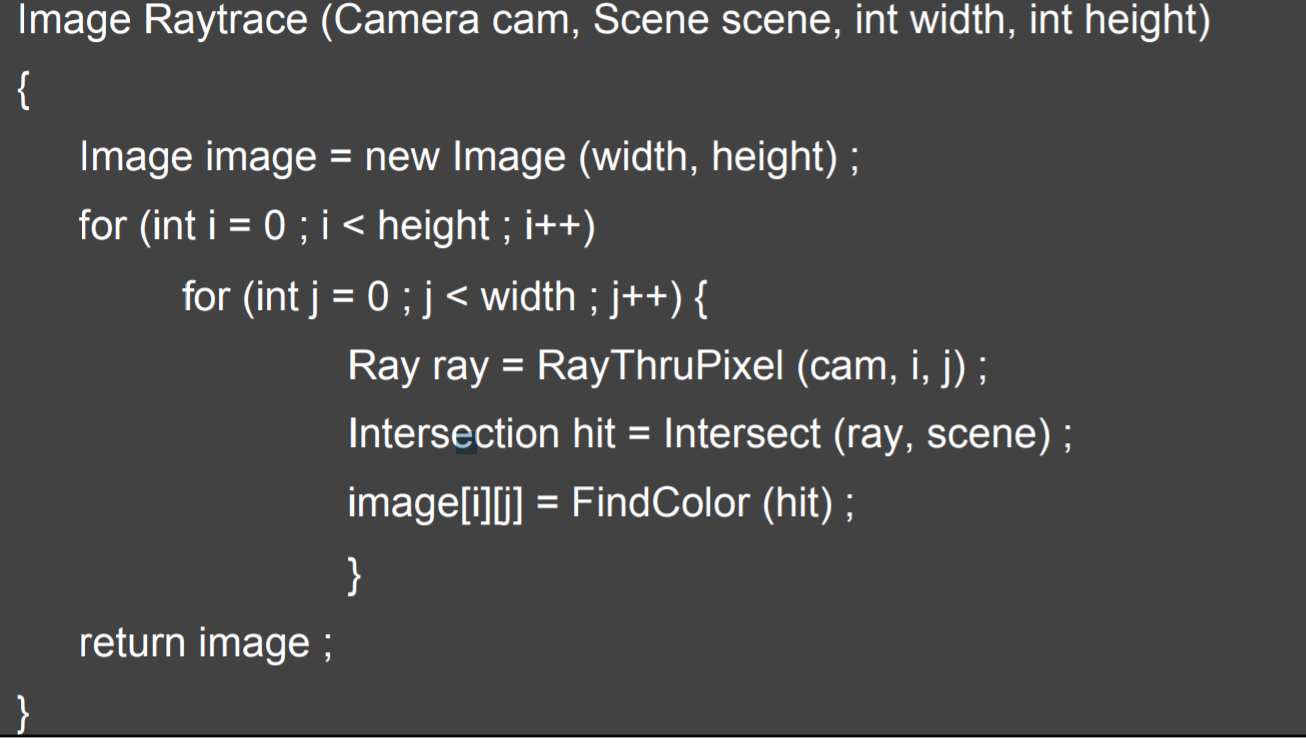 Image Raytrace (Camera cam, Scene scene, int width, int height)
{
Image image = new Image (width, height) ;
for (int i = 0 ; i < height ; i++)
for (int j = 0 ; j < width ; j++) {
Ray ray = RayThruPixel (cam, i, j) ;
Intersection hit = Intersect (ray, scene) ;
image[i][j] = FindColor (hit) ;
}
return image ;
}